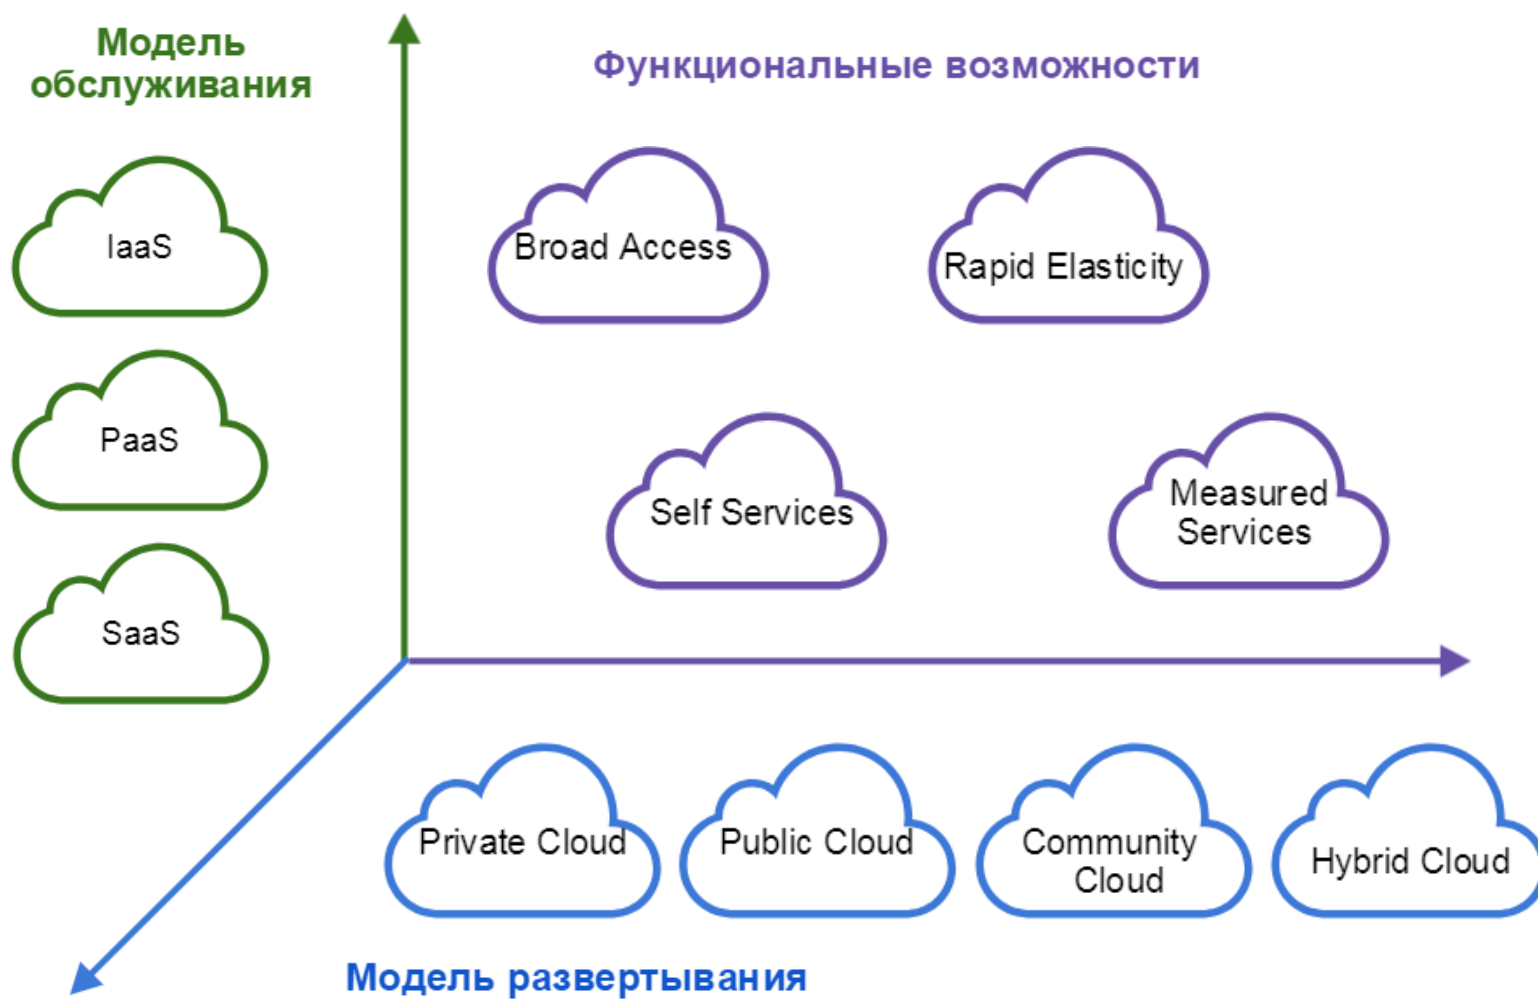 Модель
обслуживания
IaaS
PaaS
SaaS
Функциональные возможности
Broad Access
Rapid Elasticity
Self Services
Measured
Services
Private Cloud
Public Cloud
Community
Cloud
Hybrid Cloud
Модель развертывания